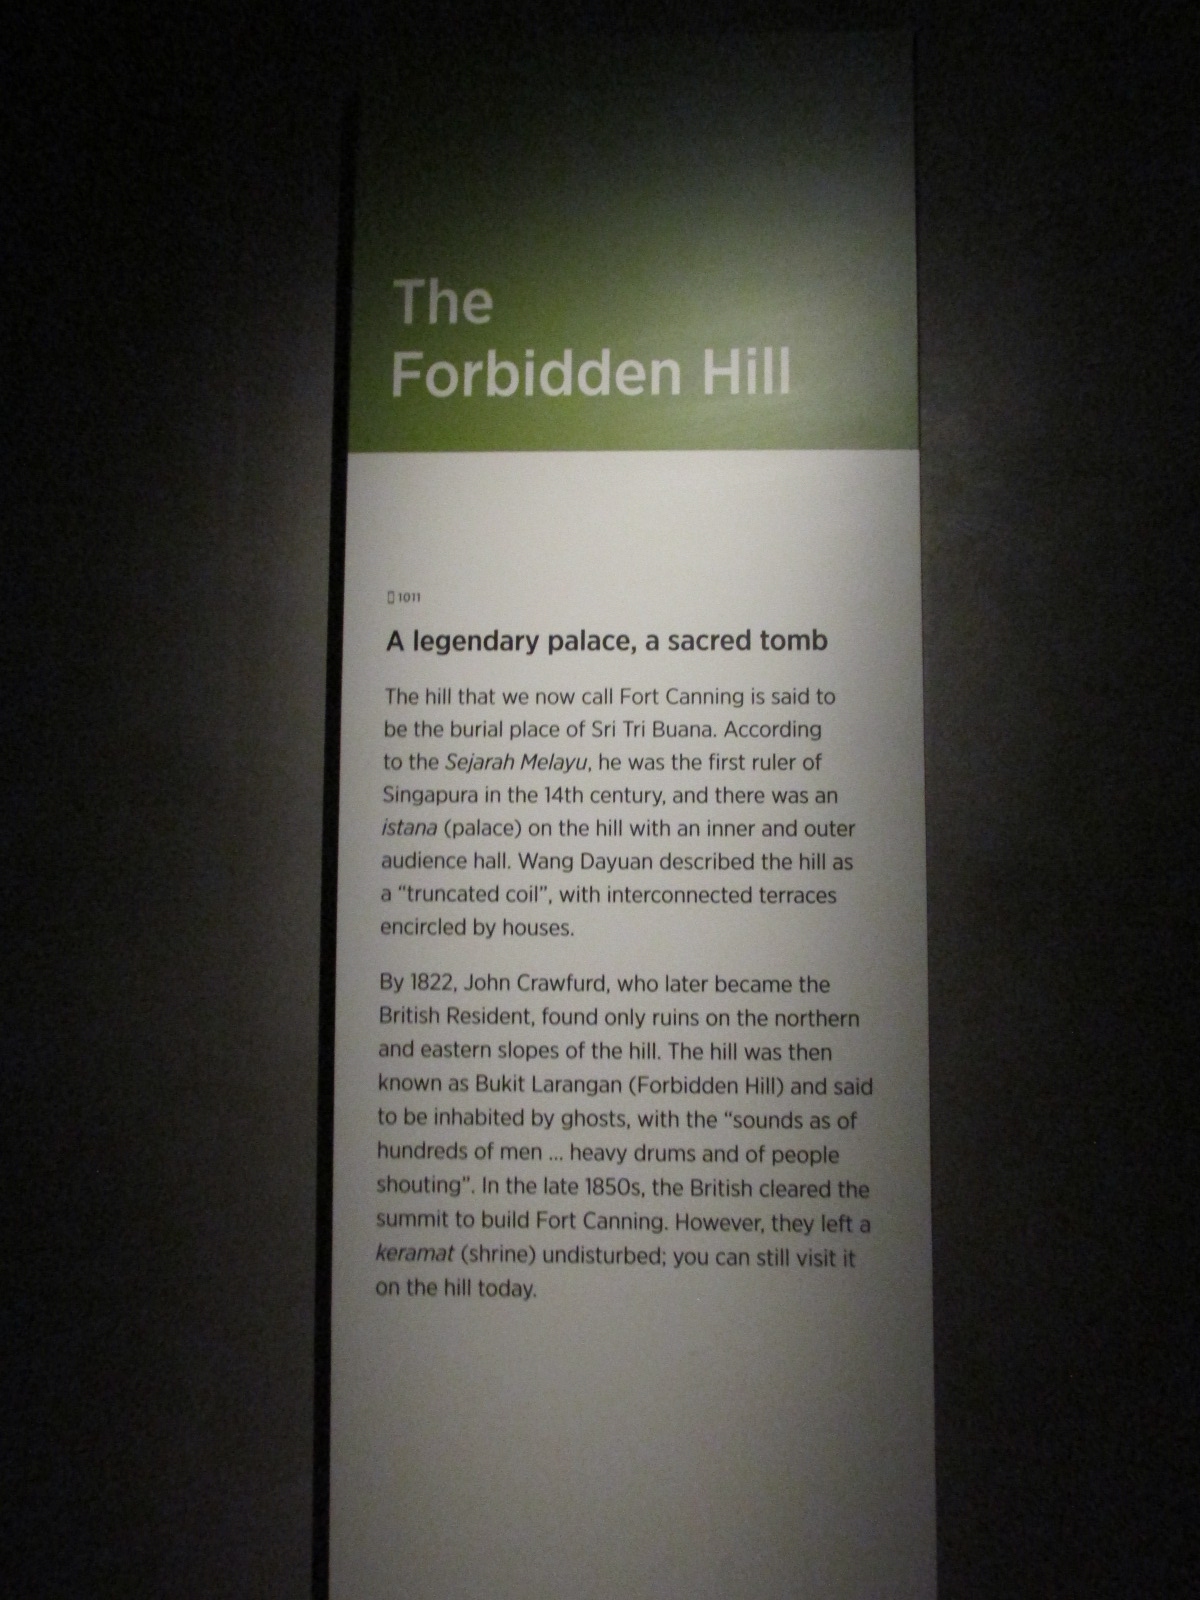 The
Forbidden Hill
1011
A legendary palace, a sacred tomb
The hill that we now call Fort Canning is said to
be the burial place of Sri Tri Buana. According
to the Sejarah Melayu, he was the first ruler of
Singapura in the 14th century, and there was an
istana (palace) on the hill with an inner and outer
audience hall. Wang Dayuan described the hill as
a “truncated coil”, with interconnected terraces
encircled by houses.
By 1822, John Crawfurd, who later became the
British Resident, found only ruins on the northern
and eastern slopes of the hill. The hill was then
known as Bukit Larangan (Forbidden Hill) and said
to be inhabited by ghosts, with the “sounds as of
hundreds of men ... heavy drums and of people
shouting”. In the late 1850s, the British cleared the
summit to build Fort Canning. However, they left a
keramat (shrine) undisturbed; you can still visit it
on the hill today.